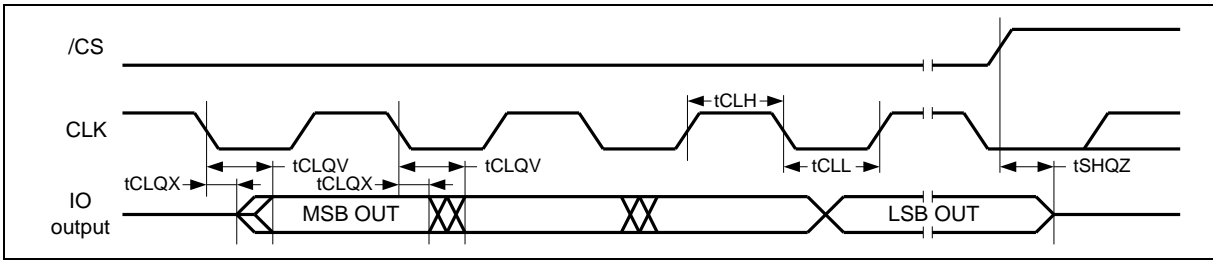 /CS
tCLH
CLK
tCLQV
tCLQV
tCLL
tSHQZ
tCLQX
tCLQX
IO
output
MSB OUT
LSB OUT